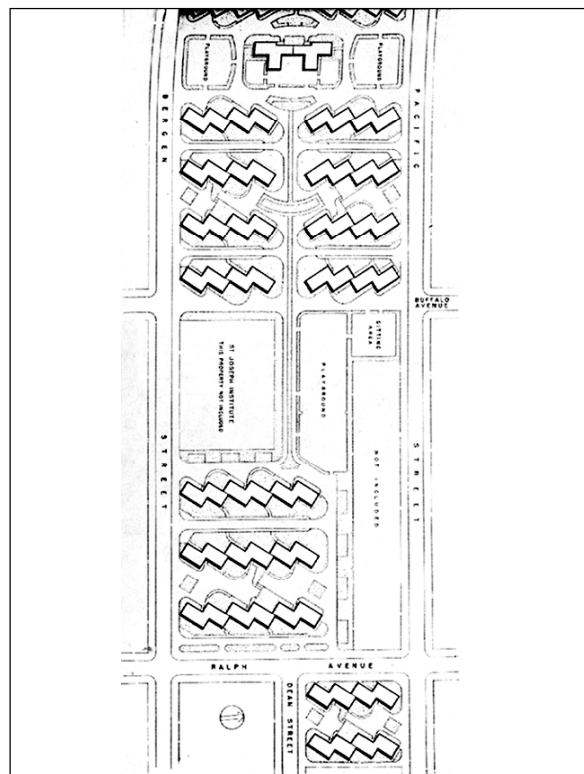 PLAYGROUND
PLAYGROUND
BERGEN
PACIFIC
BUFFALO
AVENUE
SITTING
AREA
ST JOSEPH INSTITUTE
THIS PROPERTY NOT INCLUDED
PLAYGROUND
NOT INCLUDED
STREET
STREET
RALPH AVENUE
DEAN STREET